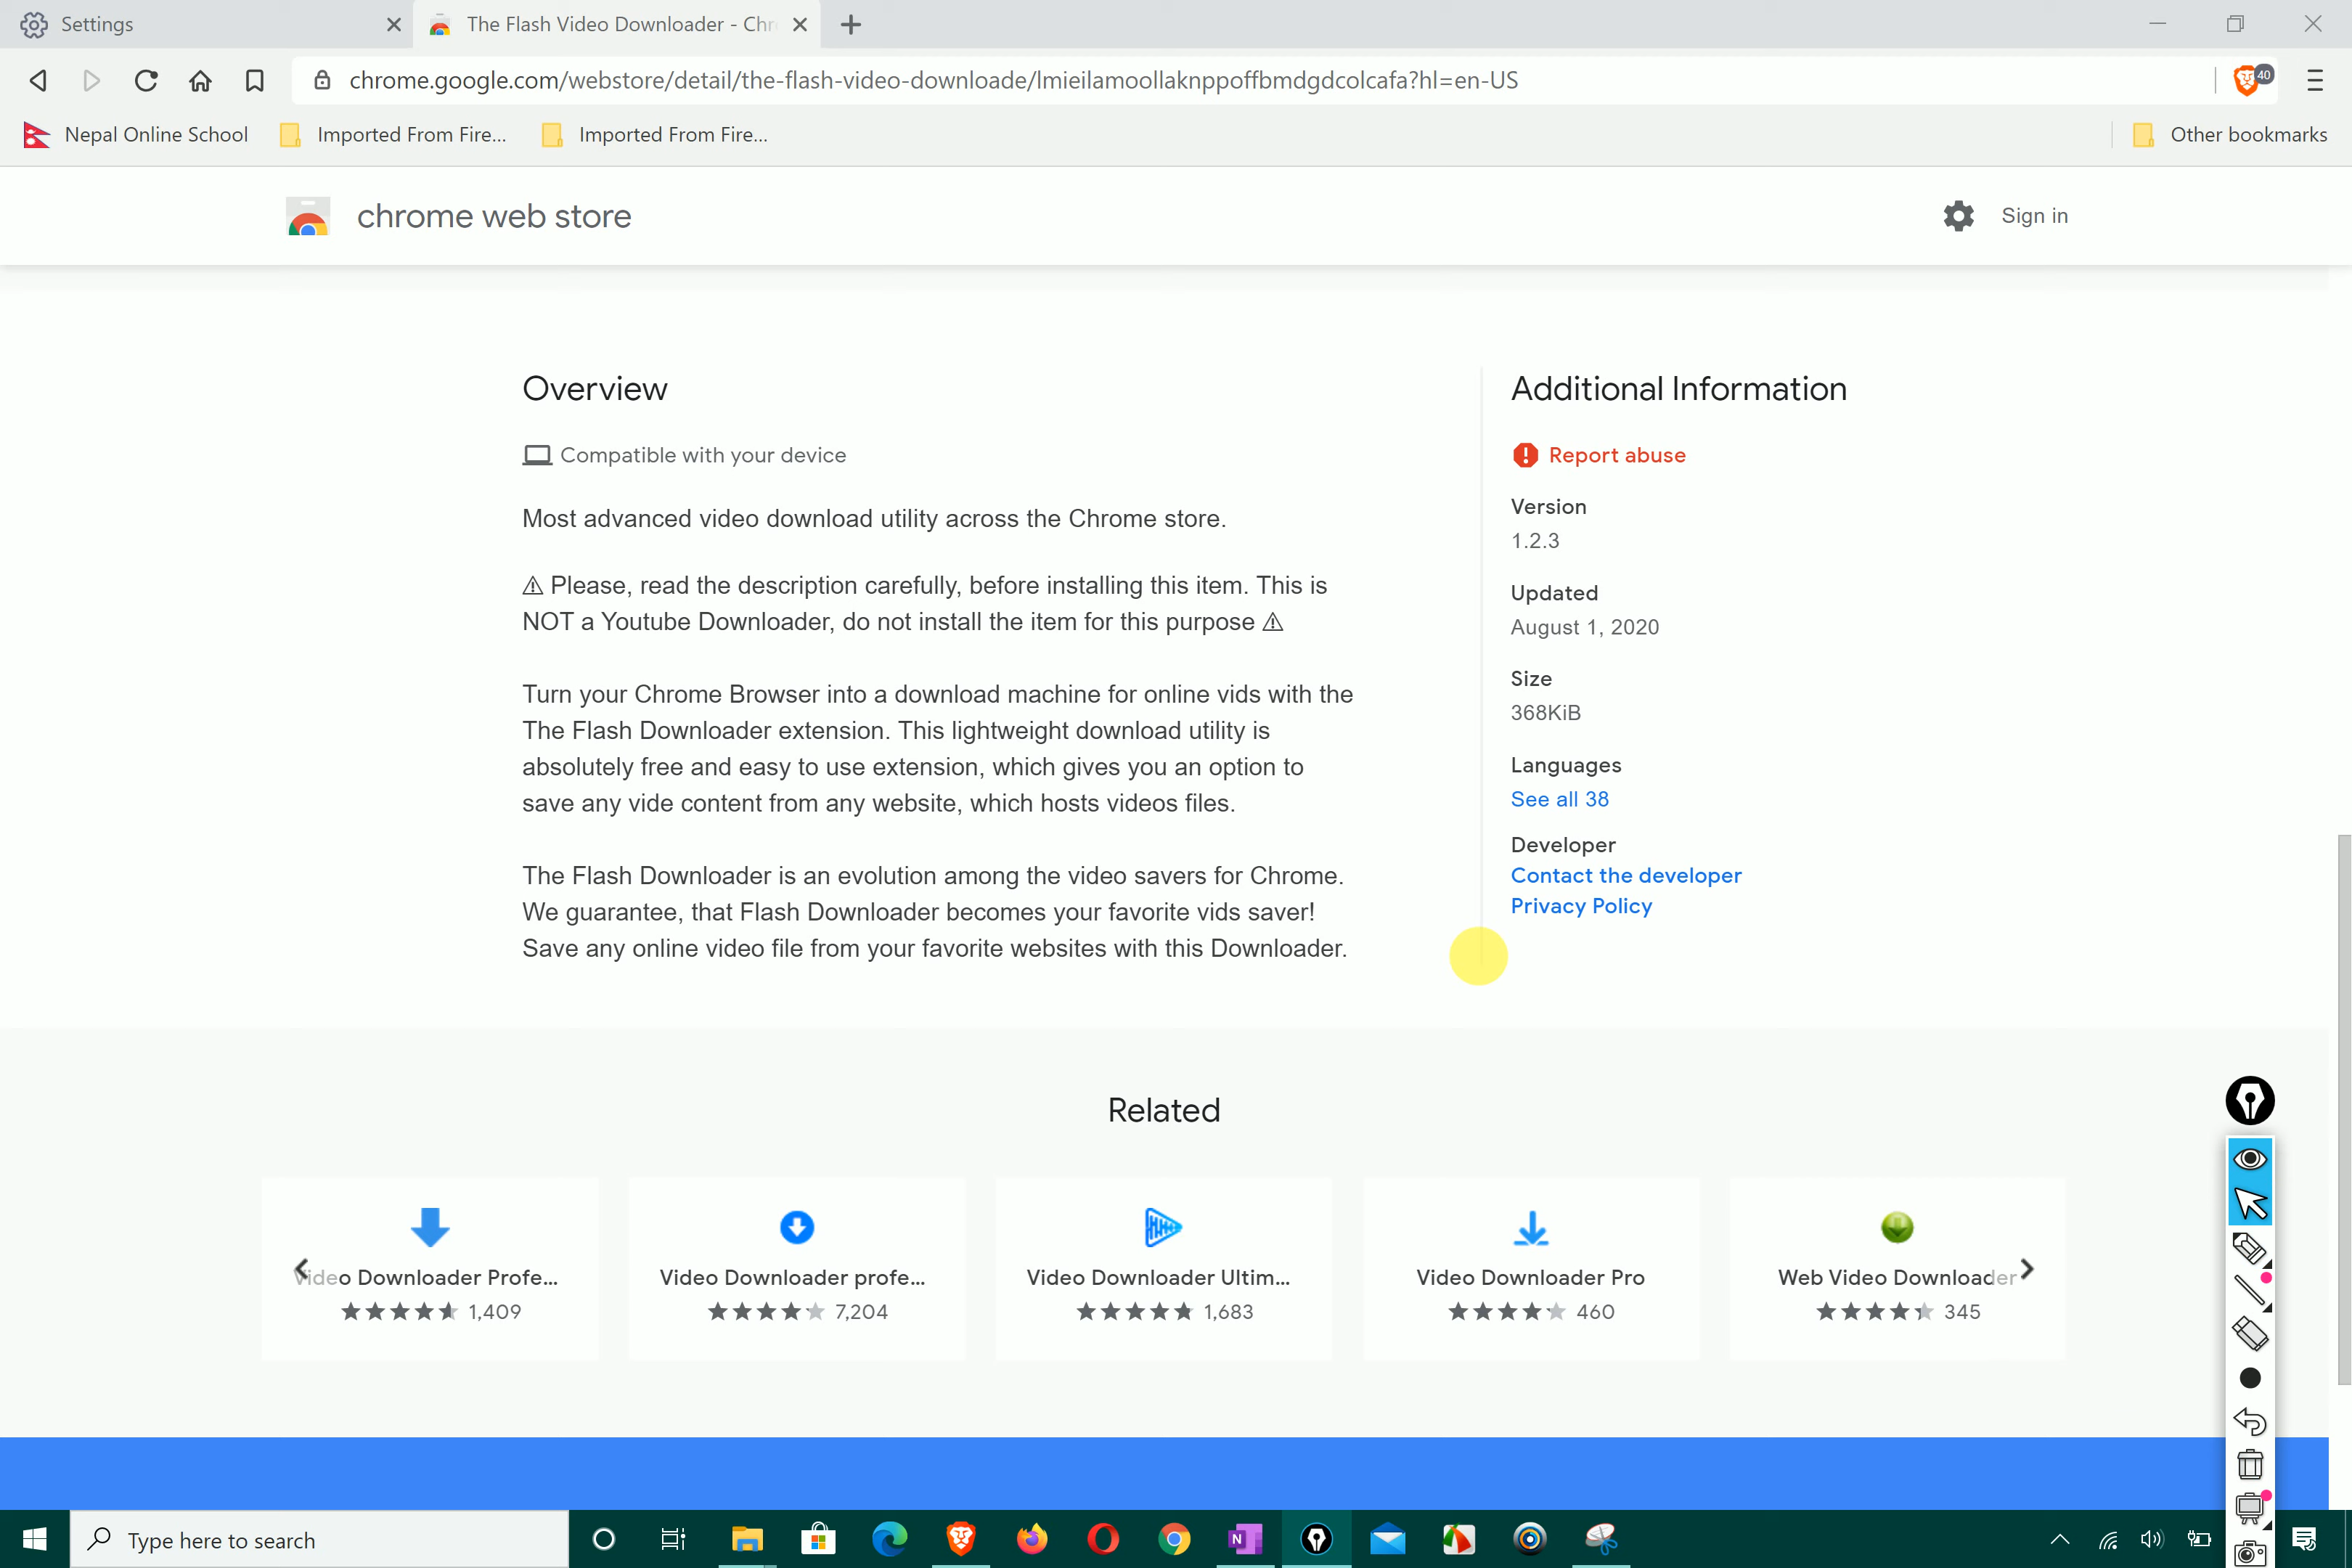 Settings
The Flash Video Downloader - Chr
chrome.google.com/webstore/detail/the-flash-video-downloade/lmieilamoollaknppoffbmdgdcolcafa?hl=en-US
40
Nepal Online School
Imported From Fire...
Imported From Fire...
Other bookmarks
chrome web store
Sign in
Overview
Compatible with your device
Most advanced video download utility across the Chrome store.
⚠ Please, read the description carefully, before installing this item. This is
NOT a Youtube Downloader, do not install the item for this purpose ⚠
Turn your Chrome Browser into a download machine for online vids with the
The Flash Downloader extension. This lightweight download utility is
absolutely free and easy to use extension, which gives you an option to
save any vide content from any website, which hosts videos files.
The Flash Downloader is an evolution among the video savers for Chrome.
We guarantee, that Flash Downloader becomes your favorite vids saver!
Save any online video file from your favorite websites with this Downloader.
Additional Information
Report abuse
Version
1.2.3
Updated
August 1, 2020
Size
368KiB
Languages
See all 38
Developer
Contact the developer
Privacy Policy
Related
Video Downloader Profe...
1,409
Video Downloader profe...
7,204
Video Downloader Ultim...
1,683
Video Downloader Pro
460
Web Video Downloader
345
Type here to search
N